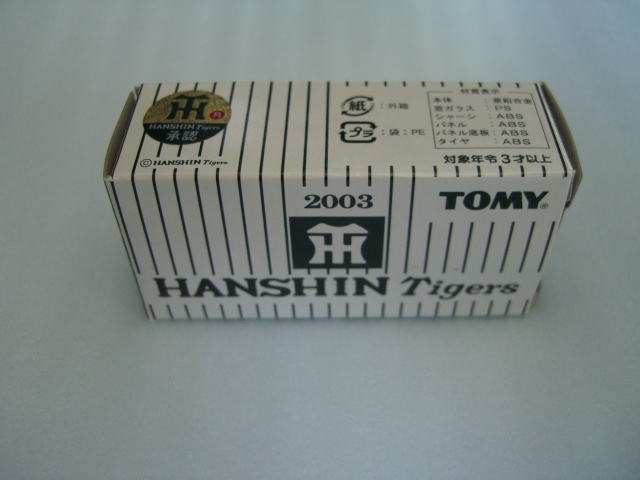 HANSHIN Tigers
承認
© HANSHIN Tigers
紙
:外箱
プラ
:袋:PE
材質表示
本体 :亜鉛合金
窓ガラス :PS
シャーシ :ABS
パネル :ABS
パネル底板:ABS
タイヤ :ABS
対象年令3才以上
2003
TOMY®
HANSHIN Tigers